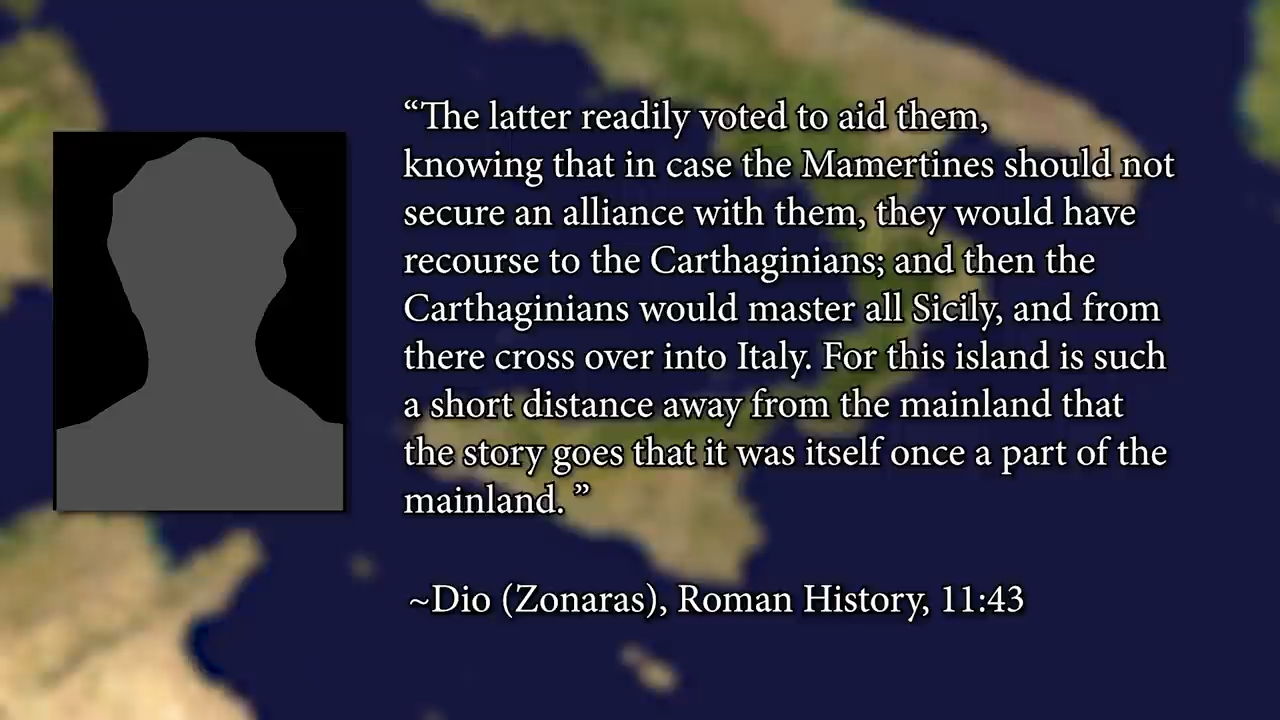 “The latter readily voted to aid them,
knowing that in case the Mamertines should not
secure an alliance with them, they would have
recourse to the Carthaginians; and then the
Carthaginians would master all Sicily, and from
there cross over into Italy. For this island is such
a short distance away from the mainland that
the story goes that it was itself once a part of the
mainland. ”
~Dio (Zonaras), Roman History, 11:43